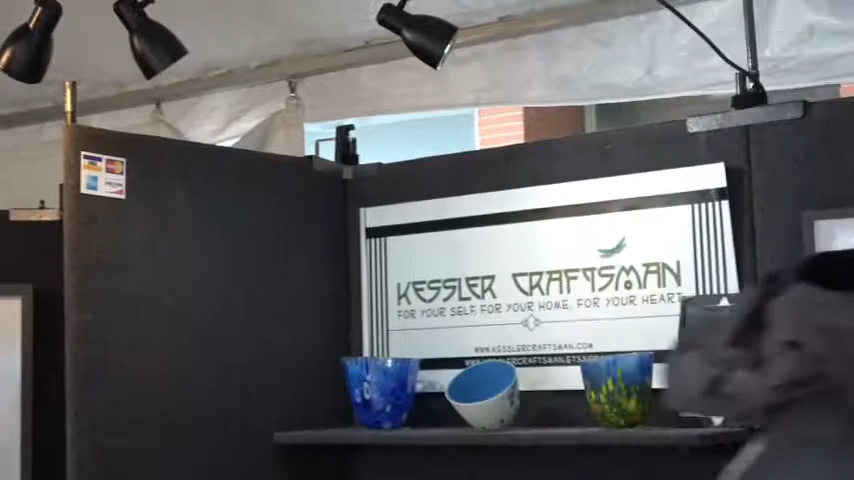 KESSLER CRAFTSMAN
FOR YOUR SELF, FOR YOUR HOME, FOR YOUR HEART
WWW.KESSLERCRAFTSMAN.COM